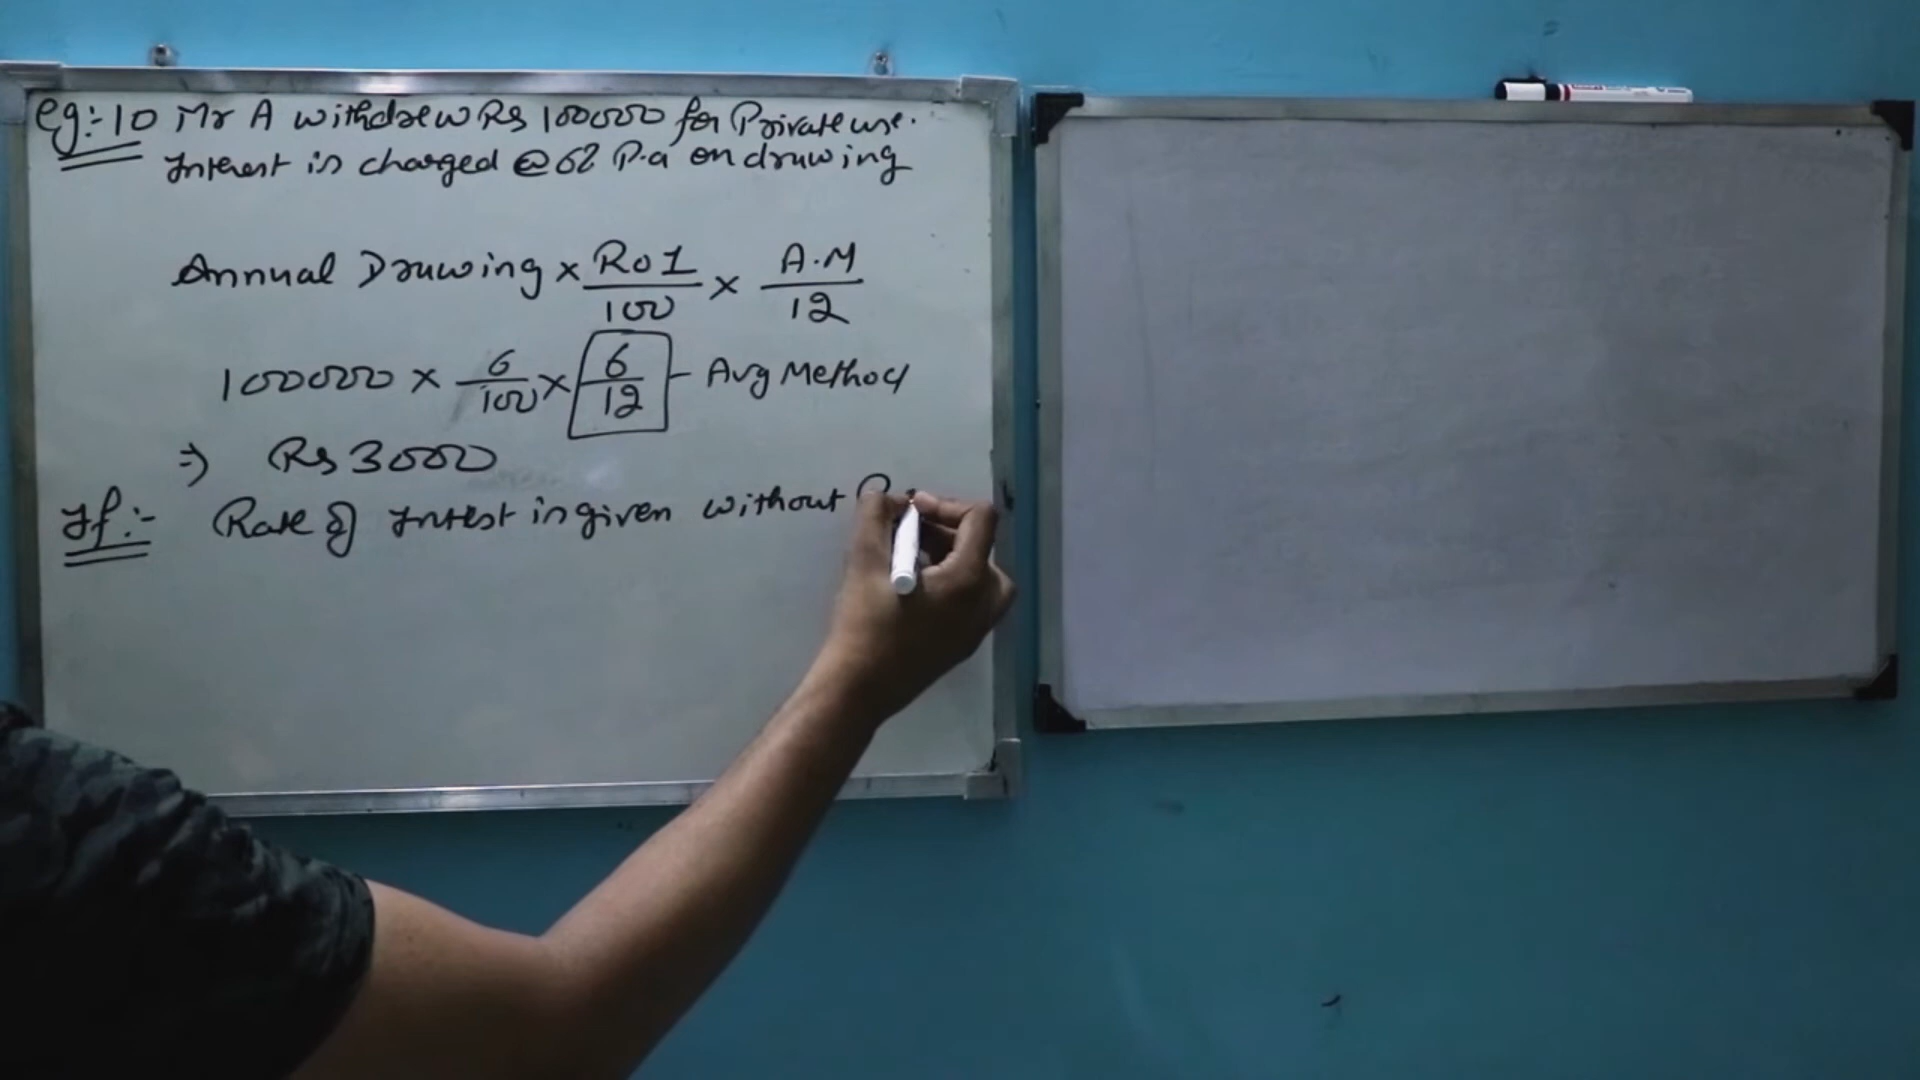 Eg:- 10 Mr A withdrew Rs 100000 for Private use.
Interest is charged @ 6% P.a on drawing
Annual Drawing × RoI/100 × A.M/12
100000 × 6/100 × 6/12 - Avg Method
⇒ Rs 3000
If:- Rate of Intrest is given without P